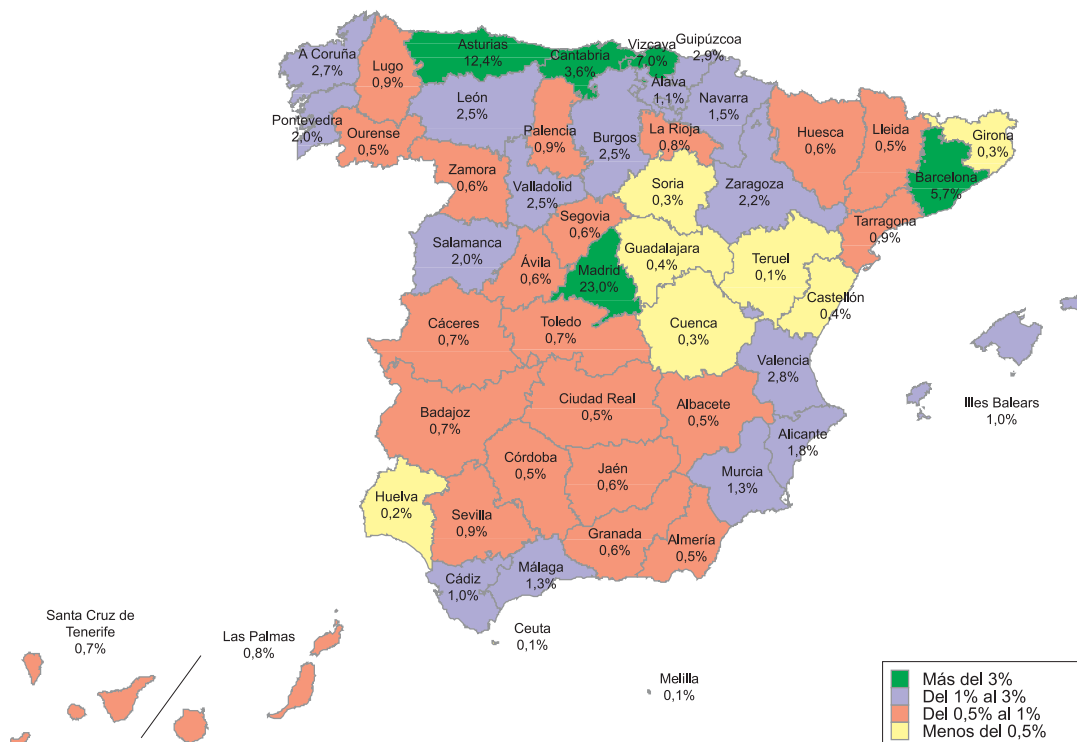 A Coruña
2,7%
Lugo
0,9%
Asturias
12,4%
Cantabria
3,6%
Vizcaya
7,0%
Guipúzcoa
2,9%
Álava
1,1%
Navarra
1,5%
Pontevedra
2,0%
Ourense
0,5%
León
2,5%
Palencia
0,9%
Burgos
2,5%
La Rioja
0,8%
Huesca
0,6%
Lleida
0,5%
Girona
0,3%
Barcelona
5,7%
Zamora
0,6%
Valladolid
2,5%
Soria
0,3%
Zaragoza
2,2%
Tarragona
0,9%
Salamanca
2,0%
Segovia
0,6%
Ávila
0,6%
Madrid
23,0%
Guadalajara
0,4%
Teruel
0,1%
Castellón
0,4%
Cáceres
0,7%
Toledo
0,7%
Cuenca
0,3%
Valencia
2,8%
Illes Balears
1,0%
Badajoz
0,7%
Ciudad Real
0,5%
Albacete
0,5%
Alicante
1,8%
Huelva
0,2%
Córdoba
0,5%
Jaén
0,6%
Murcia
1,3%
Sevilla
0,9%
Granada
0,6%
Almería
0,5%
Cádiz
1,0%
Málaga
1,3%
Ceuta
0,1%
Melilla
0,1%
Santa Cruz de
Tenerife
0,7%
Las Palmas
0,8%
Más del 3%
Del 1% al 3%
Del 0,5% al 1%
Menos del 0,5%